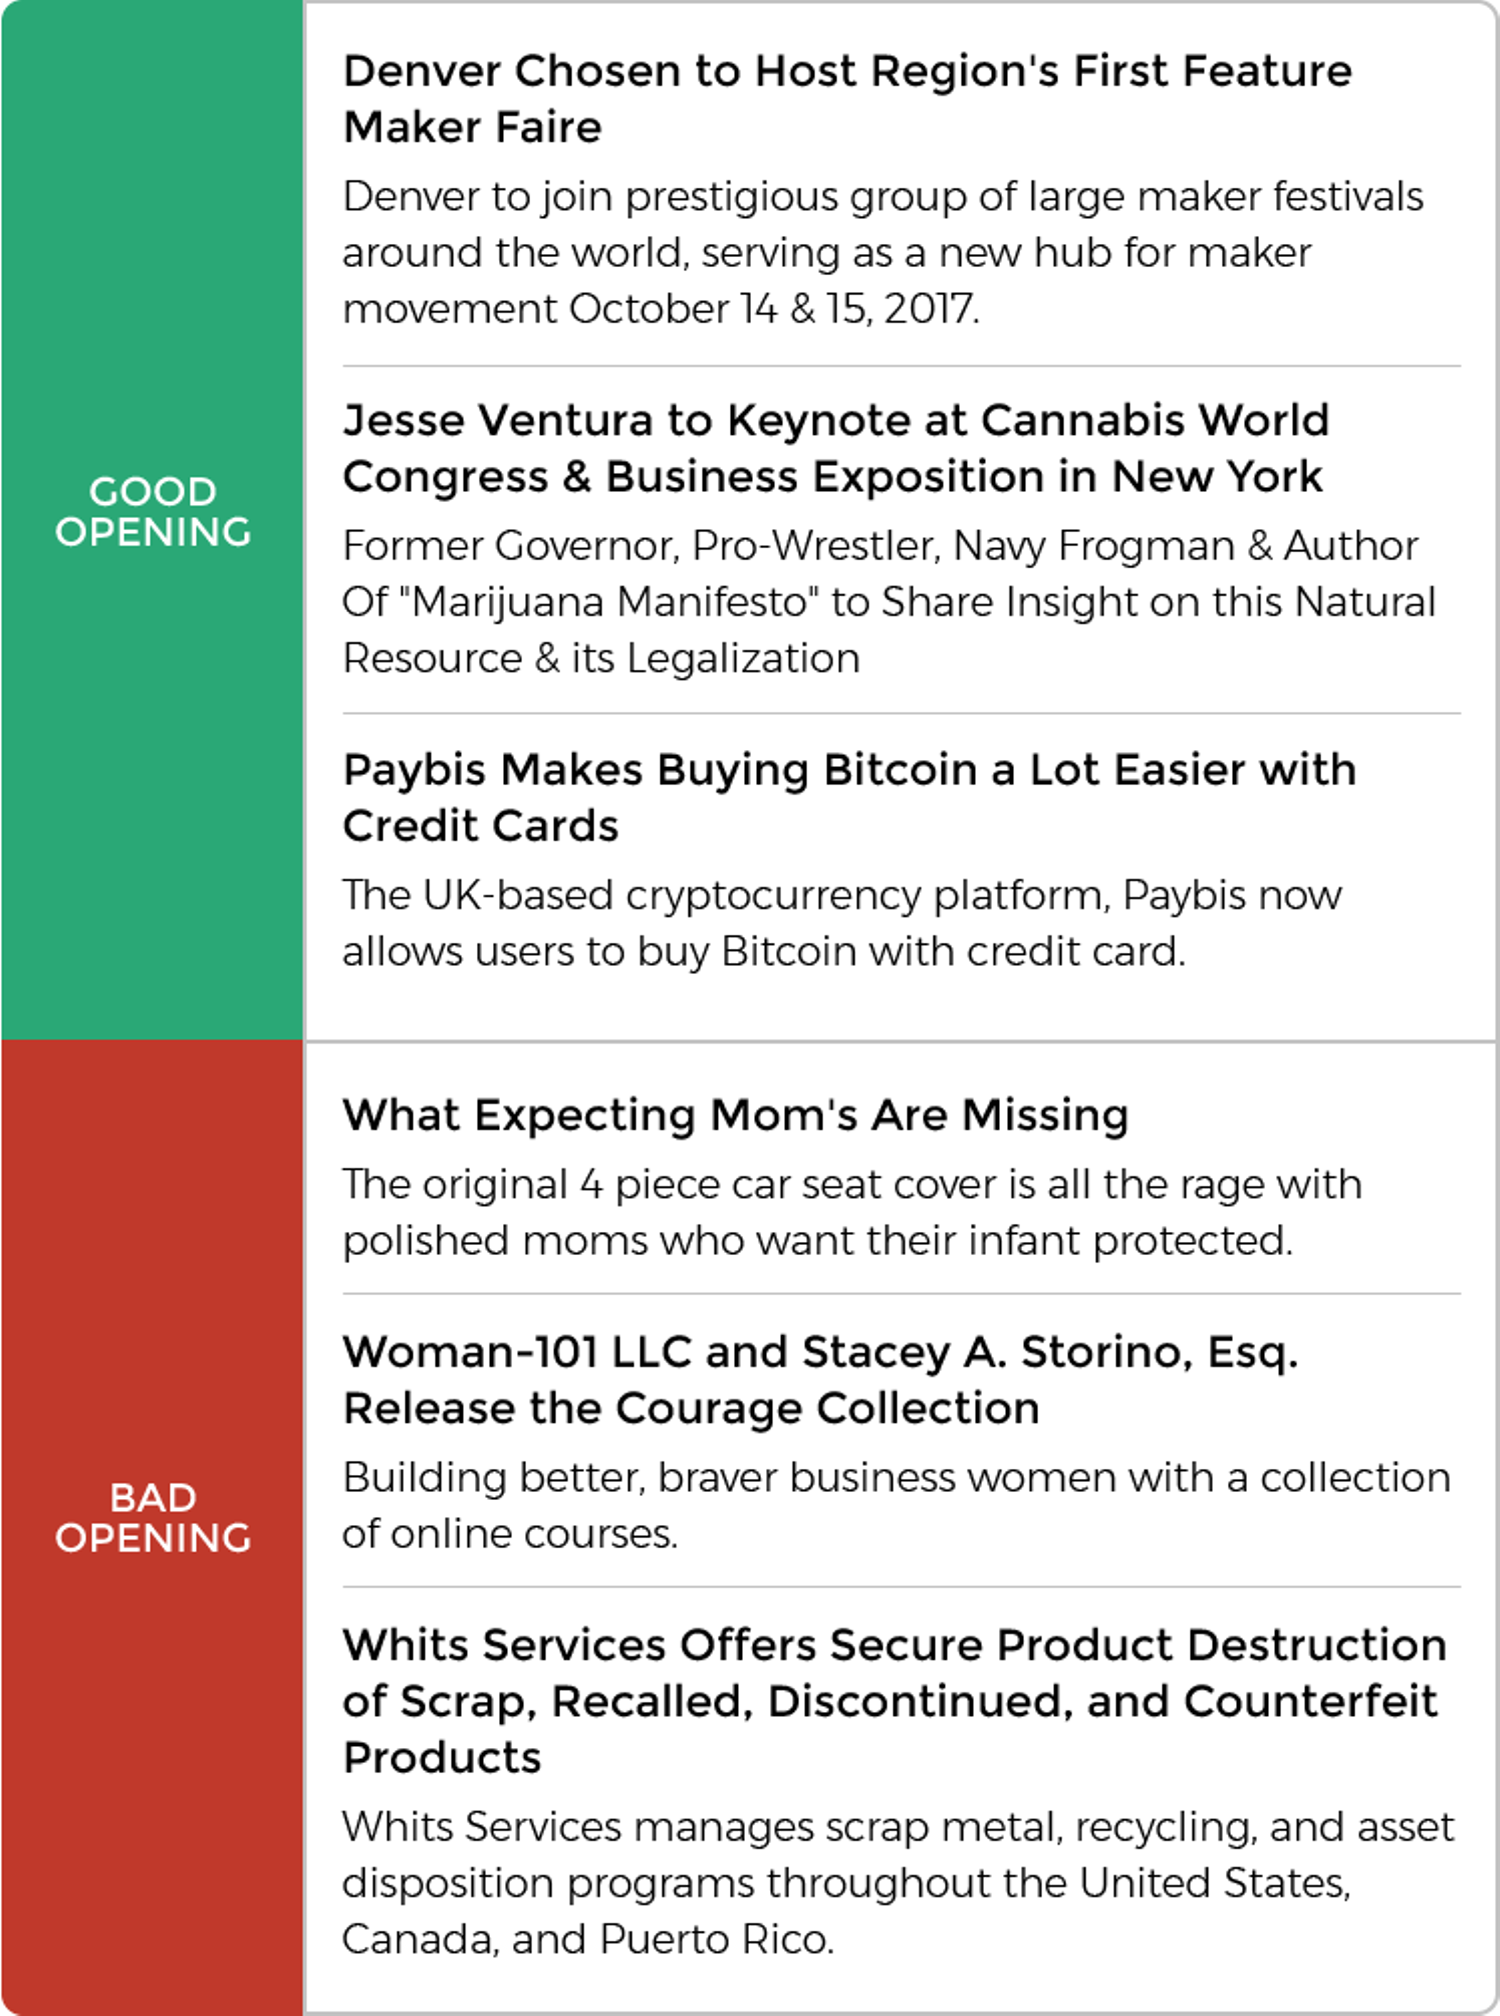 GOOD
OPENING
Denver Chosen to Host Region's First Feature
Maker Faire
Denver to join prestigious group of large maker festivals
around the world, serving as a new hub for maker
movement October 14 & 15, 2017.
Jesse Ventura to Keynote at Cannabis World
Congress & Business Exposition in New York
Former Governor, Pro-Wrestler, Navy Frogman & Author
Of "Marijuana Manifesto" to Share Insight on this Natural
Resource & its Legalization
Paybis Makes Buying Bitcoin a Lot Easier with
Credit Cards
The UK-based cryptocurrency platform, Paybis now
allows users to buy Bitcoin with credit card.
BAD
OPENING
What Expecting Mom's Are Missing
The original 4 piece car seat cover is all the rage with
polished moms who want their infant protected.
Woman-101 LLC and Stacey A. Storino, Esq.
Release the Courage Collection
Building better, braver business women with a collection
of online courses.
Whits Services Offers Secure Product Destruction
of Scrap, Recalled, Discontinued, and Counterfeit
Products
Whits Services manages scrap metal, recycling, and asset
disposition programs throughout the United States,
Canada, and Puerto Rico.